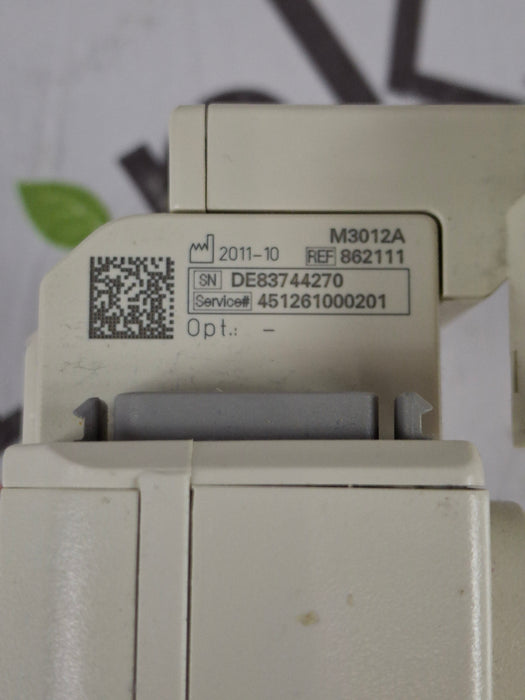 M3012A
2011-10 REF 862111
SN DE83744270
Service# 451261000201
Opt.: -